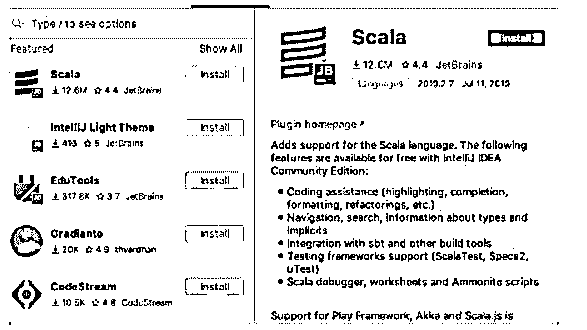 Type / to see options
Featured Show All
Scala Install
12.6M 4.4 JetBrains
IntelliJ Light Theme Install
413 5 JetBrains
EduTools Install
317.8K 3.7 JetBrains
Gradianto Install
20K 4.9 thvardhan
CodeStream Install
10.5K 4.8 CodeStream
Scala Install
12.6M 4.4 JetBrains
Languages 2019.2.7 Jul 11, 2019
Plugin homepage
Adds support for the Scala language. The following
features are available for free with IntelliJ IDEA
Community Edition:
• Coding assistance (highlighting, completion,
formatting, refactorings, etc.)
• Navigation, search, information about types and
implicits
• Integration with sbt and other build tools
• Testing frameworks support (ScalaTest, Specs2,
uTest)
• Scala debugger, worksheets and Ammonite scripts
Support for Play Framework, Akka and Scala.js is